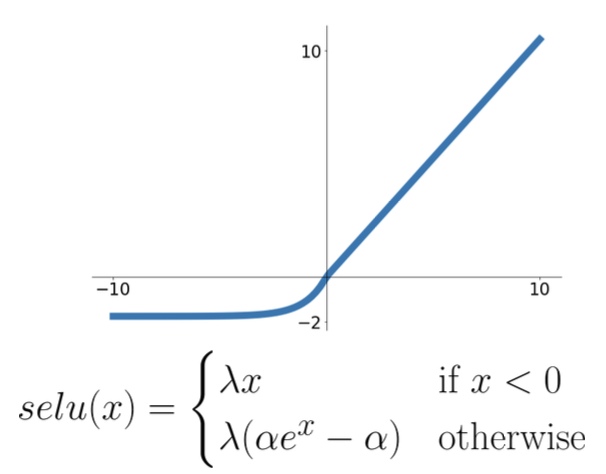 10
−10
10
−2
selu(x) = { λx if x < 0
λ(αe^x − α) otherwise